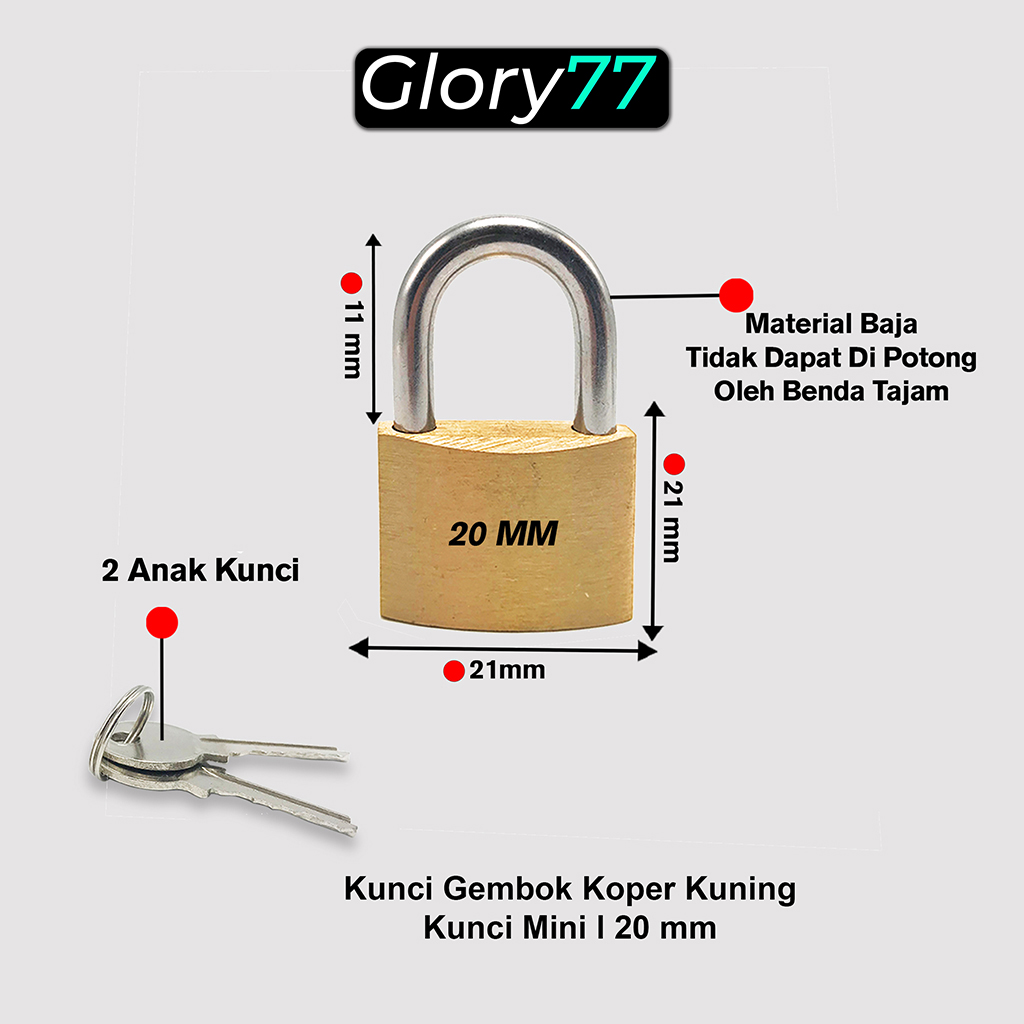 Glory77
11 mm
Material Baja
Tidak Dapat Di Potong
Oleh Benda Tajam
21 mm
20 MM
2 Anak Kunci
21mm
Kunci Gembok Koper Kuning
Kunci Mini l 20 mm